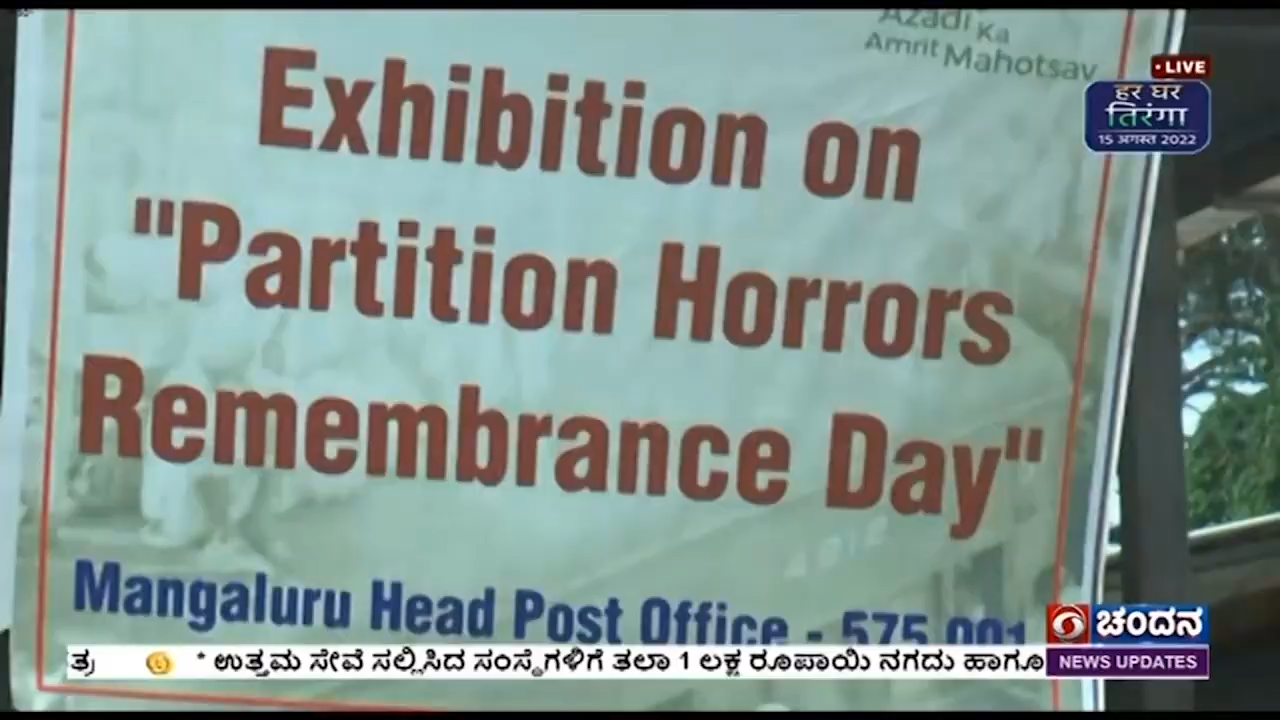 Azadi Ka
Amrit Mahotsav
LIVE
हर घर
तिरंगा
15 अगस्त 2022
Exhibition on
"Partition Horrors
Remembrance Day"
Mangaluru Head Post Office - 575 001
ಚಂದನ
NEWS UPDATES
ತ್ರ * ಉತ್ತಮ ಸೇವೆ ಸಲ್ಲಿಸಿದ ಸಂಸ್ಥೆಗಳಿಗೆ ತಲಾ 1 ಲಕ್ಷ ರೂಪಾಯಿ ನಗದು ಹಾಗೂ